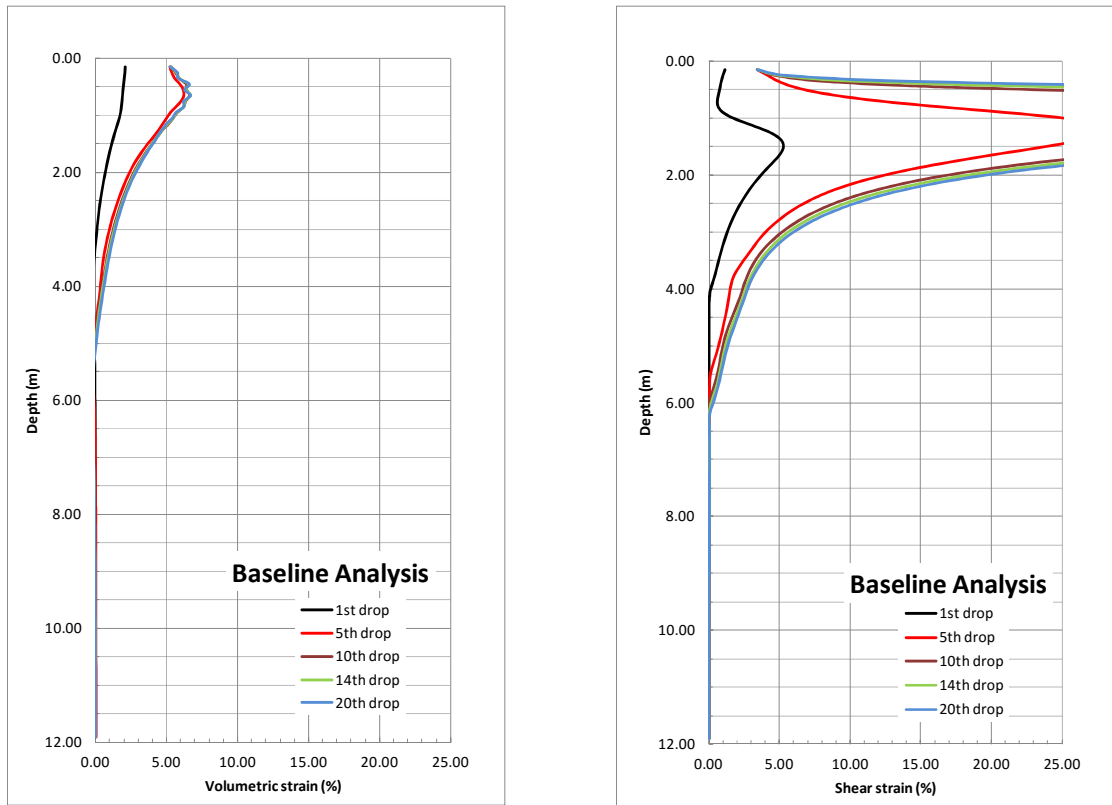 0.00
2.00
4.00
6.00
8.00
10.00
12.00
Depth (m)
0.00 5.00 10.00 15.00 20.00 25.00
Volumetric strain (%)
Baseline Analysis
1st drop
5th drop
10th drop
14th drop
20th drop
0.00
2.00
4.00
6.00
8.00
10.00
12.00
Depth (m)
0.00 5.00 10.00 15.00 20.00 25.00
Shear strain (%)
Baseline Analysis
1st drop
5th drop
10th drop
14th drop
20th drop